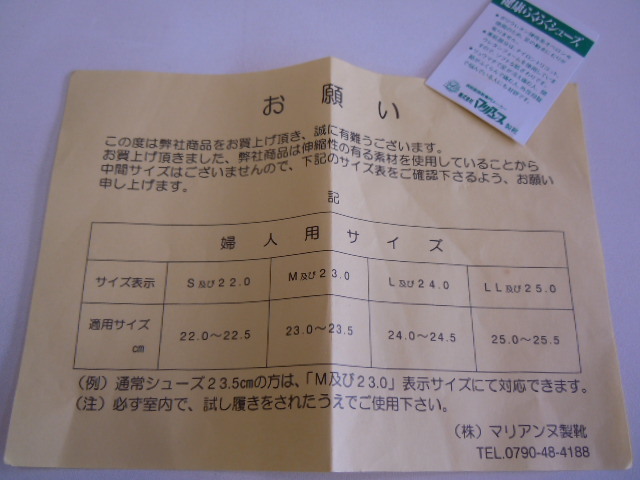 健康らくらくシューズ
お願い
この度は弊社商品をお買上げ頂き、誠に有難うございます。
お買上げ頂きました、弊社商品は伸縮性の有る素材を使用していることから
中間サイズはございませんので、下記のサイズ表をご確認下さるよう、お願い
申し上げます。
記
婦人用サイズ
サイズ表示 S及び22.0 M及び23.0 L及び24.0 LL及び25.0
適用サイズ cm 22.0～22.5 23.0～23.5 24.0～24.5 25.0～25.5
(例)通常シューズ23.5cmの方は、「M及び23.0」表示サイズにて対応できます。
(注)必ず室内で、試し履きをされたうえでご使用下さい。
(株)マリアンヌ製靴
TEL.0790-48-4188